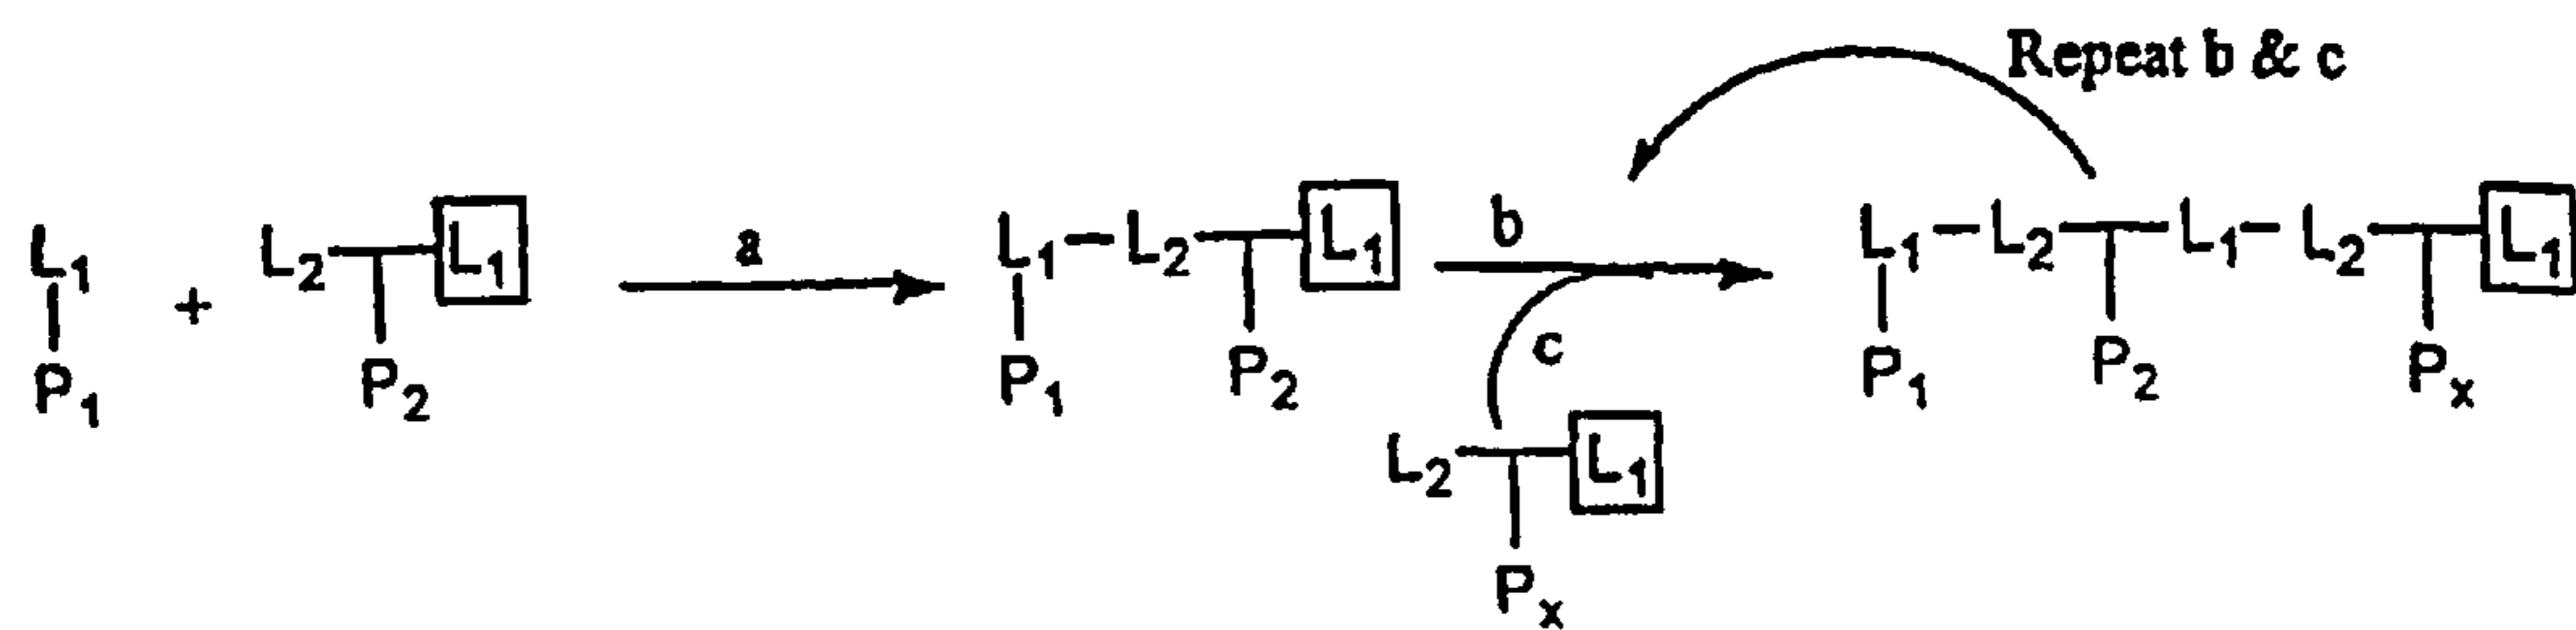 Repeat b & c
L₁ + L₂ L₁ a L₁ L₂ L₁ b L₁ L₂ L₁ L₂ L₁
P₁ P₂ P₁ P₂ c P₁ P₂ Pₓ
L₂ L₁
Pₓ